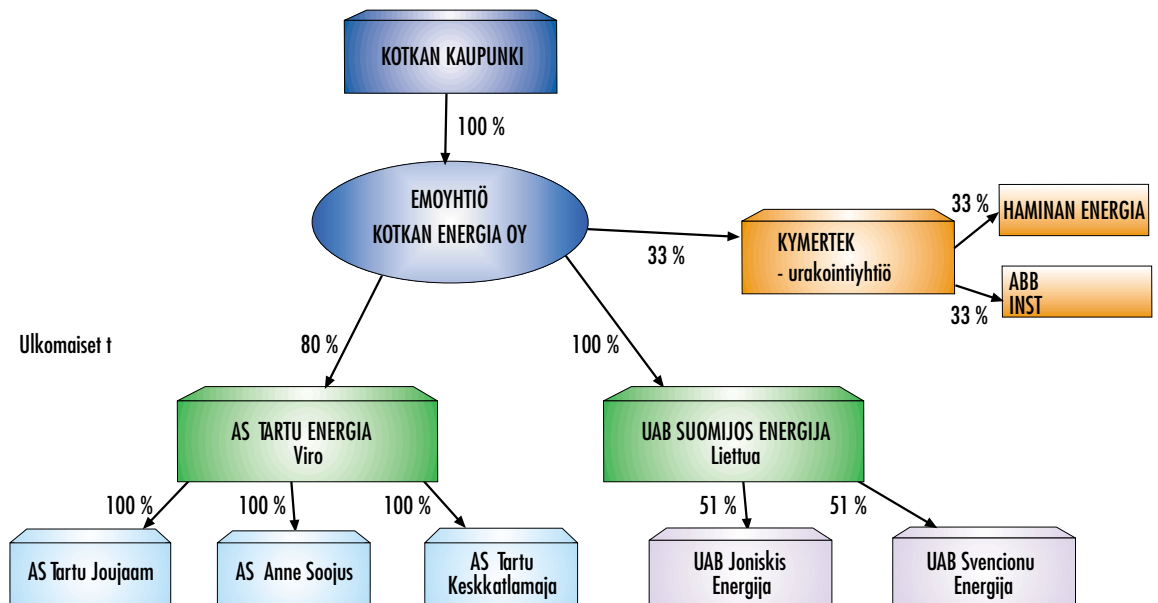 KOTKAN KAUPUNKI
100 %
EMOYHTIÖ
KOTKAN ENERGIA OY
33 %
KYMERTEK
- urakointiyhtiö
33 %
HAMINAN ENERGIA
33 %
ABB
INST
Ulkomaiset t
80 %
100 %
AS TARTU ENERGIA
Viro
UAB SUOMIJOS ENERGIJA
Liettua
100 %
100 %
100 %
51 %
51 %
AS Tartu Joujaam
AS Anne Soojus
AS Tartu
Keskkatlamaja
UAB Joniskis
Energija
UAB Svencionu
Energija